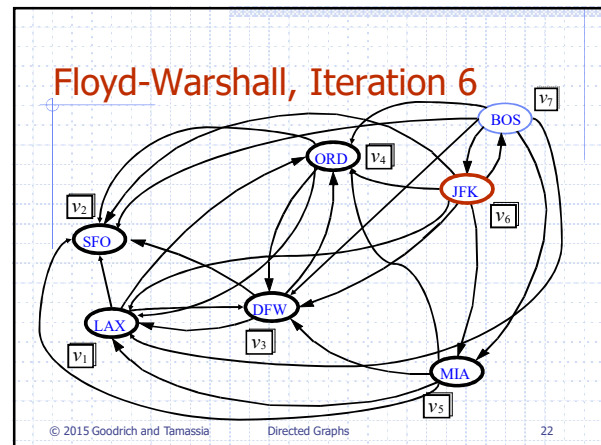 Floyd-Warshall, Iteration 6
v7
BOS
ORD
v4
JFK
v2
v6
SFO
DFW
LAX
v3
v1
MIA
v5
© 2015 Goodrich and Tamassia Directed Graphs 22